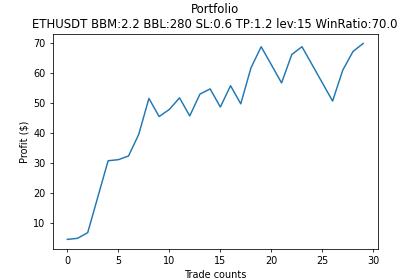 Portfolio
ETHUSDT BBM:2.2 BBL:280 SL:0.6 TP:1.2 lev:15 WinRatio:70.0
70
60
50
40
30
20
10
Profit ($)
0 5 10 15 20 25 30
Trade counts